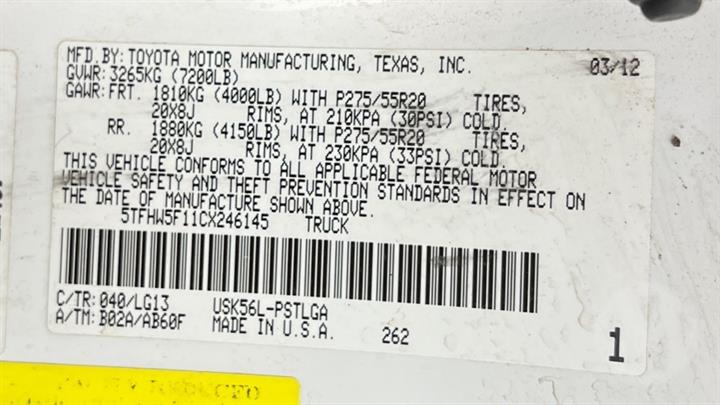 MFD.BY: TOYOTA MOTOR MANUFACTURING, TEXAS, INC. 03/12
GVWR: 3265KG (7200LB)
GAWR: FRT. 1810KG (4000LB) WITH P275/55R20 TIRES,
20X8J RIMS, AT 210KPA (30PSI) COLD
RR. 1880KG (4150LB) WITH P275/55R20 TIRES,
20X8J RIMS, AT 230KPA (33PSI) COLD.
THIS VEHICLE CONFORMS TO ALL APPLICABLE FEDERAL MOTOR
VEHICLE SAFETY AND THEFT PREVENTION STANDARDS IN EFFECT ON
THE DATE OF MANUFACTURE SHOWN ABOVE.
5TFHW5F11CX246145 TRUCK
C/TR: 040/LG13 USK56L-PSTLGA
A/TM: B02A/AB60F MADE IN U.S.A. 262 1
REDUCED